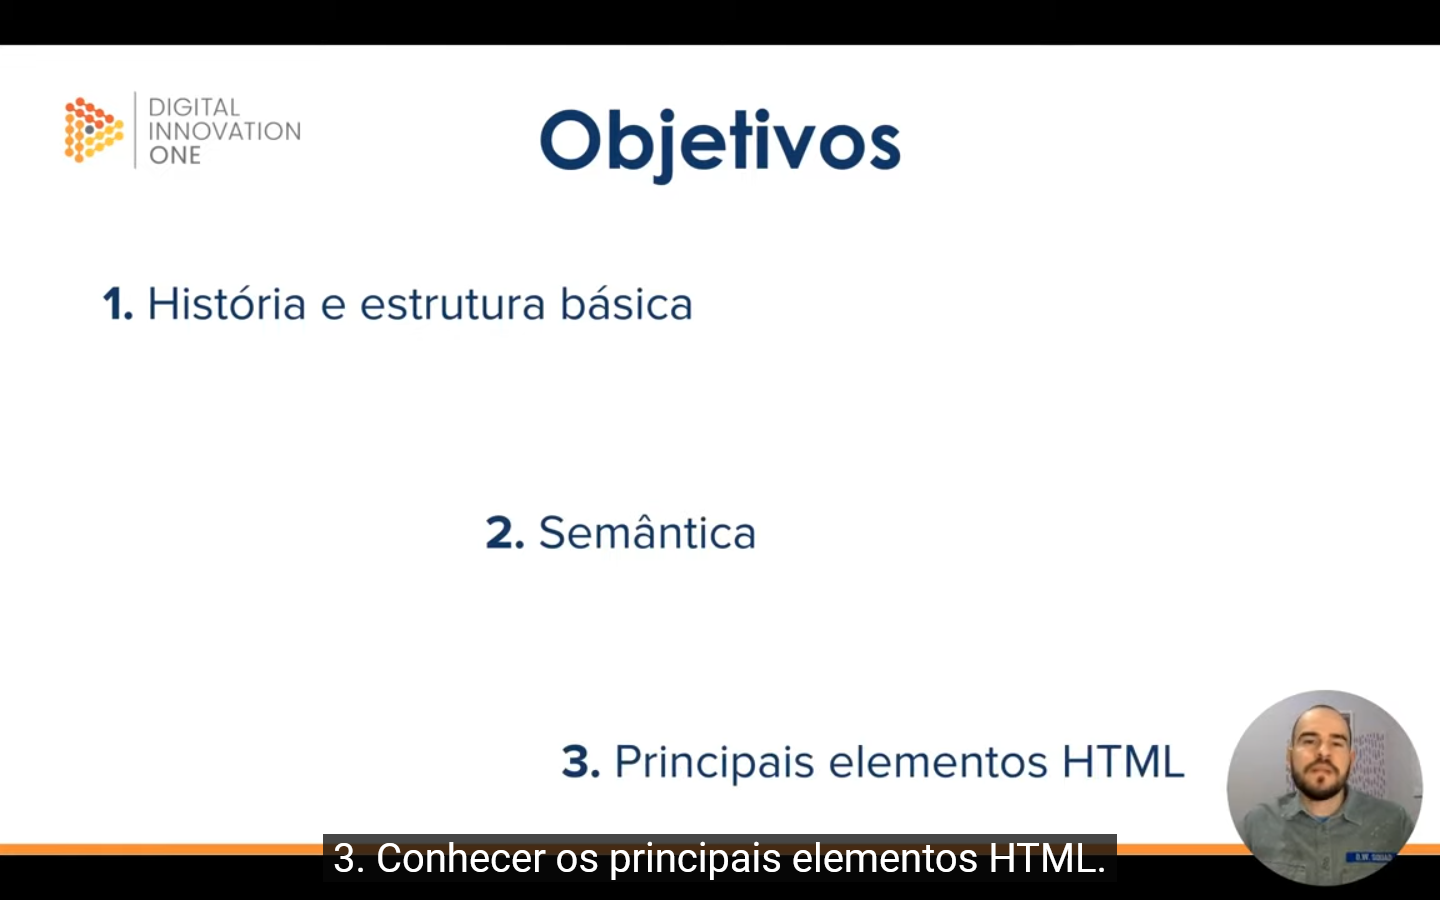 DIGITAL
INNOVATION
ONE
Objetivos
1. História e estrutura básica
2. Semântica
3. Principais elementos HTML
3. Conhecer os principais elementos HTML.